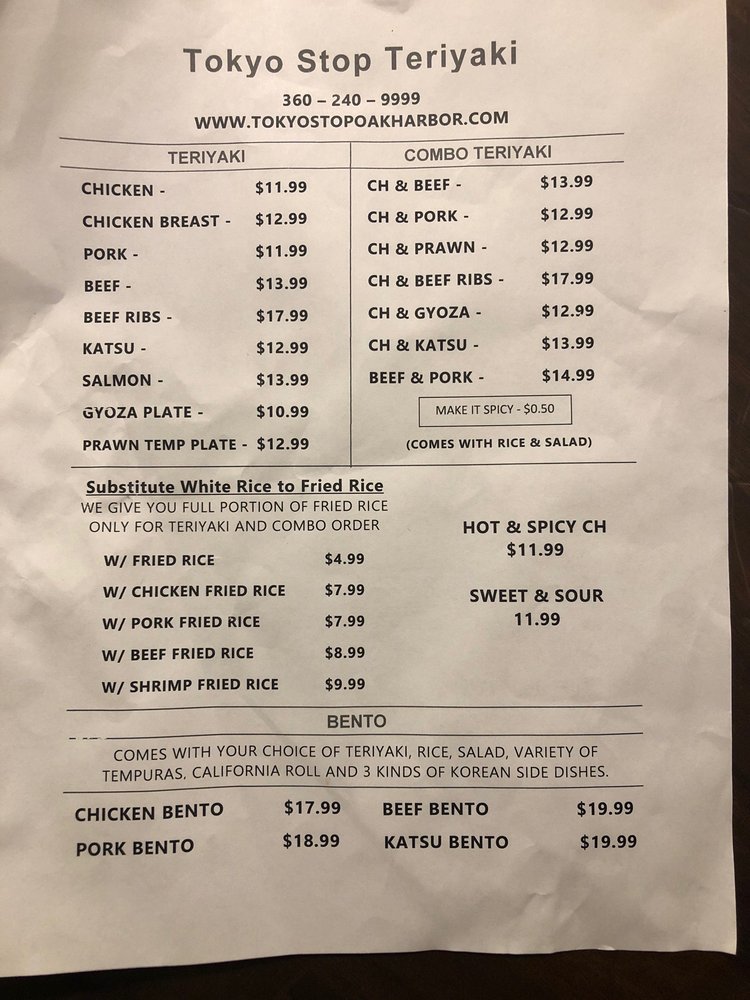 Tokyo Stop Teriyaki
360 – 240 – 9999
WWW.TOKYOSTOPOAKHARBOR.COM
TERIYAKI
CHICKEN - $11.99
CHICKEN BREAST - $12.99
PORK - $11.99
BEEF - $13.99
BEEF RIBS - $17.99
KATSU - $12.99
SALMON - $13.99
GYOZA PLATE - $10.99
PRAWN TEMP PLATE - $12.99
COMBO TERIYAKI
CH & BEEF - $13.99
CH & PORK - $12.99
CH & PRAWN - $12.99
CH & BEEF RIBS - $17.99
CH & GYOZA - $12.99
CH & KATSU - $13.99
BEEF & PORK - $14.99
MAKE IT SPICY - $0.50
(COMES WITH RICE & SALAD)
Substitute White Rice to Fried Rice
WE GIVE YOU FULL PORTION OF FRIED RICE
ONLY FOR TERIYAKI AND COMBO ORDER
W/ FRIED RICE $4.99
W/ CHICKEN FRIED RICE $7.99
W/ PORK FRIED RICE $7.99
W/ BEEF FRIED RICE $8.99
W/ SHRIMP FRIED RICE $9.99
HOT & SPICY CH
$11.99
SWEET & SOUR
11.99
BENTO
COMES WITH YOUR CHOICE OF TERIYAKI, RICE, SALAD, VARIETY OF
TEMPURAS, CALIFORNIA ROLL AND 3 KINDS OF KOREAN SIDE DISHES.
CHICKEN BENTO $17.99 BEEF BENTO $19.99
PORK BENTO $18.99 KATSU BENTO $19.99